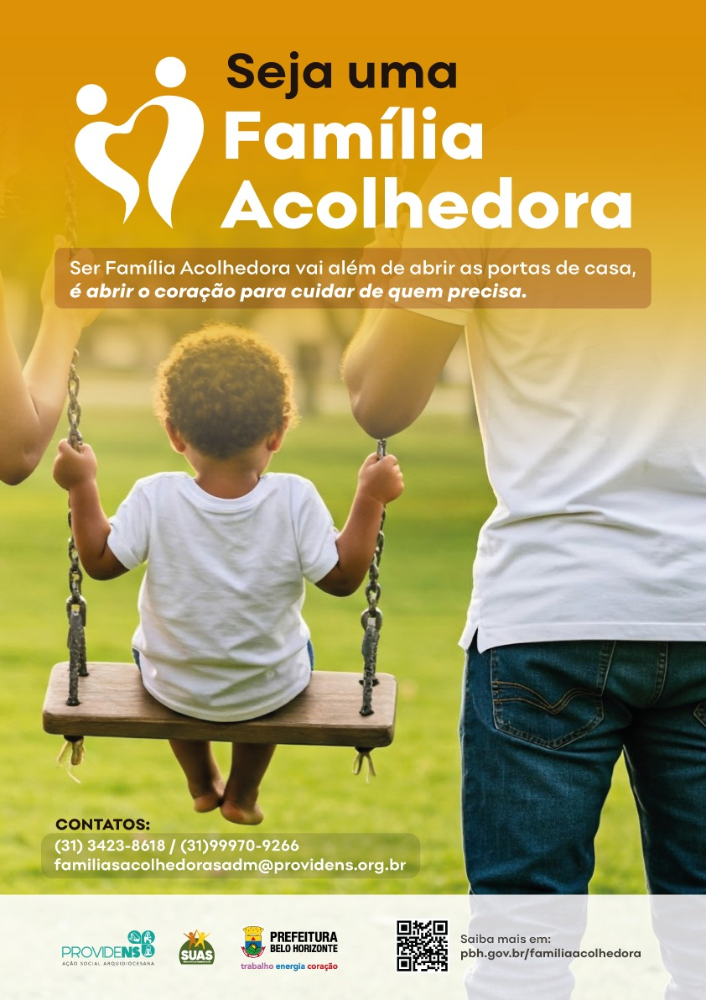 Seja uma
Família
Acolhedora
Ser Família Acolhedora vai além de abrir as portas de casa,
é abrir o coração para cuidar de quem precisa.
CONTATOS:
(31) 3423-8618 / (31)99970-9266
familiasacolhedorasadm@providens.org.br
PROVIDENS
AÇÃO SOCIAL ARQUIDIOCESANA
SUAS
PREFEITURA
BELO HORIZONTE
trabalho energia coração
Saiba mais em:
pbh.gov.br/familiaacolhedora